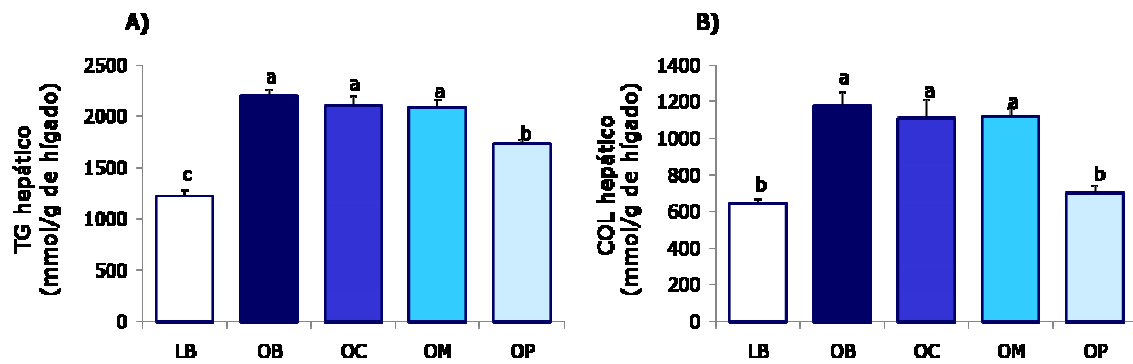 A)
TG hepático
(mmol/g de hígado)
2500
2000
1500
1000
500
0
c
a
a
a
b
LB
OB
OC
OM
OP
B)
COL hepático
(mmol/g de hígado)
1400
1200
1000
800
600
400
200
0
b
a
a
a
b
LB
OB
OC
OM
OP